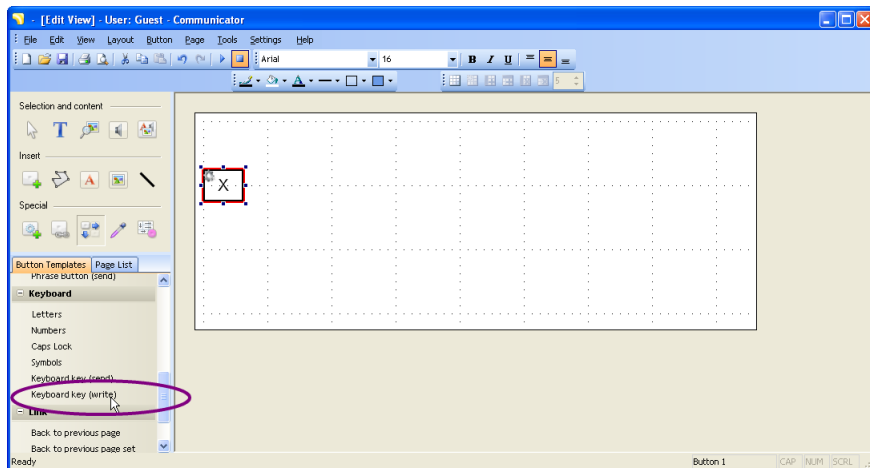 - [Edit View] - User: Guest - Communicator
File Edit View Layout Button Page Tools Settings Help
Arial 16 B I U
A 5
Selection and content
T
Insert
A
X
Special
Button Templates Page List
Phrase Button (send)
Keyboard
Letters
Numbers
Caps Lock
Symbols
Keyboard key (send)
Keyboard key (write)
Link
Back to previous page
Back to previous page set
Ready Button 1 CAP NUM SCRL